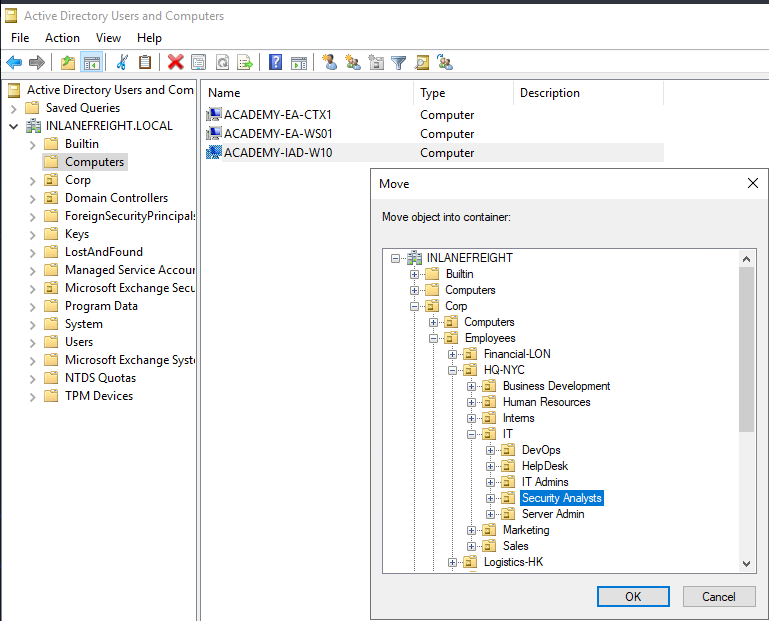 Active Directory Users and Computers
File Action View Help
Active Directory Users and Com
Saved Queries
INLANEFREIGHT.LOCAL
Builtin
Computers
Corp
Domain Controllers
ForeignSecurityPrincipals
Keys
LostAndFound
Managed Service Accour
Microsoft Exchange Secu
Program Data
System
Users
Microsoft Exchange Syste
NTDS Quotas
TPM Devices
Name Type Description
ACADEMY-EA-CTX1 Computer
ACADEMY-EA-WS01 Computer
ACADEMY-IAD-W10 Computer
Move
Move object into container:
INLANEFREIGHT
Builtin
Computers
Corp
Computers
Employees
Financial-LON
HQ-NYC
Business Development
Human Resources
Interns
IT
DevOps
HelpDesk
IT Admins
Security Analysts
Server Admin
Marketing
Sales
Logistics-HK
OK Cancel